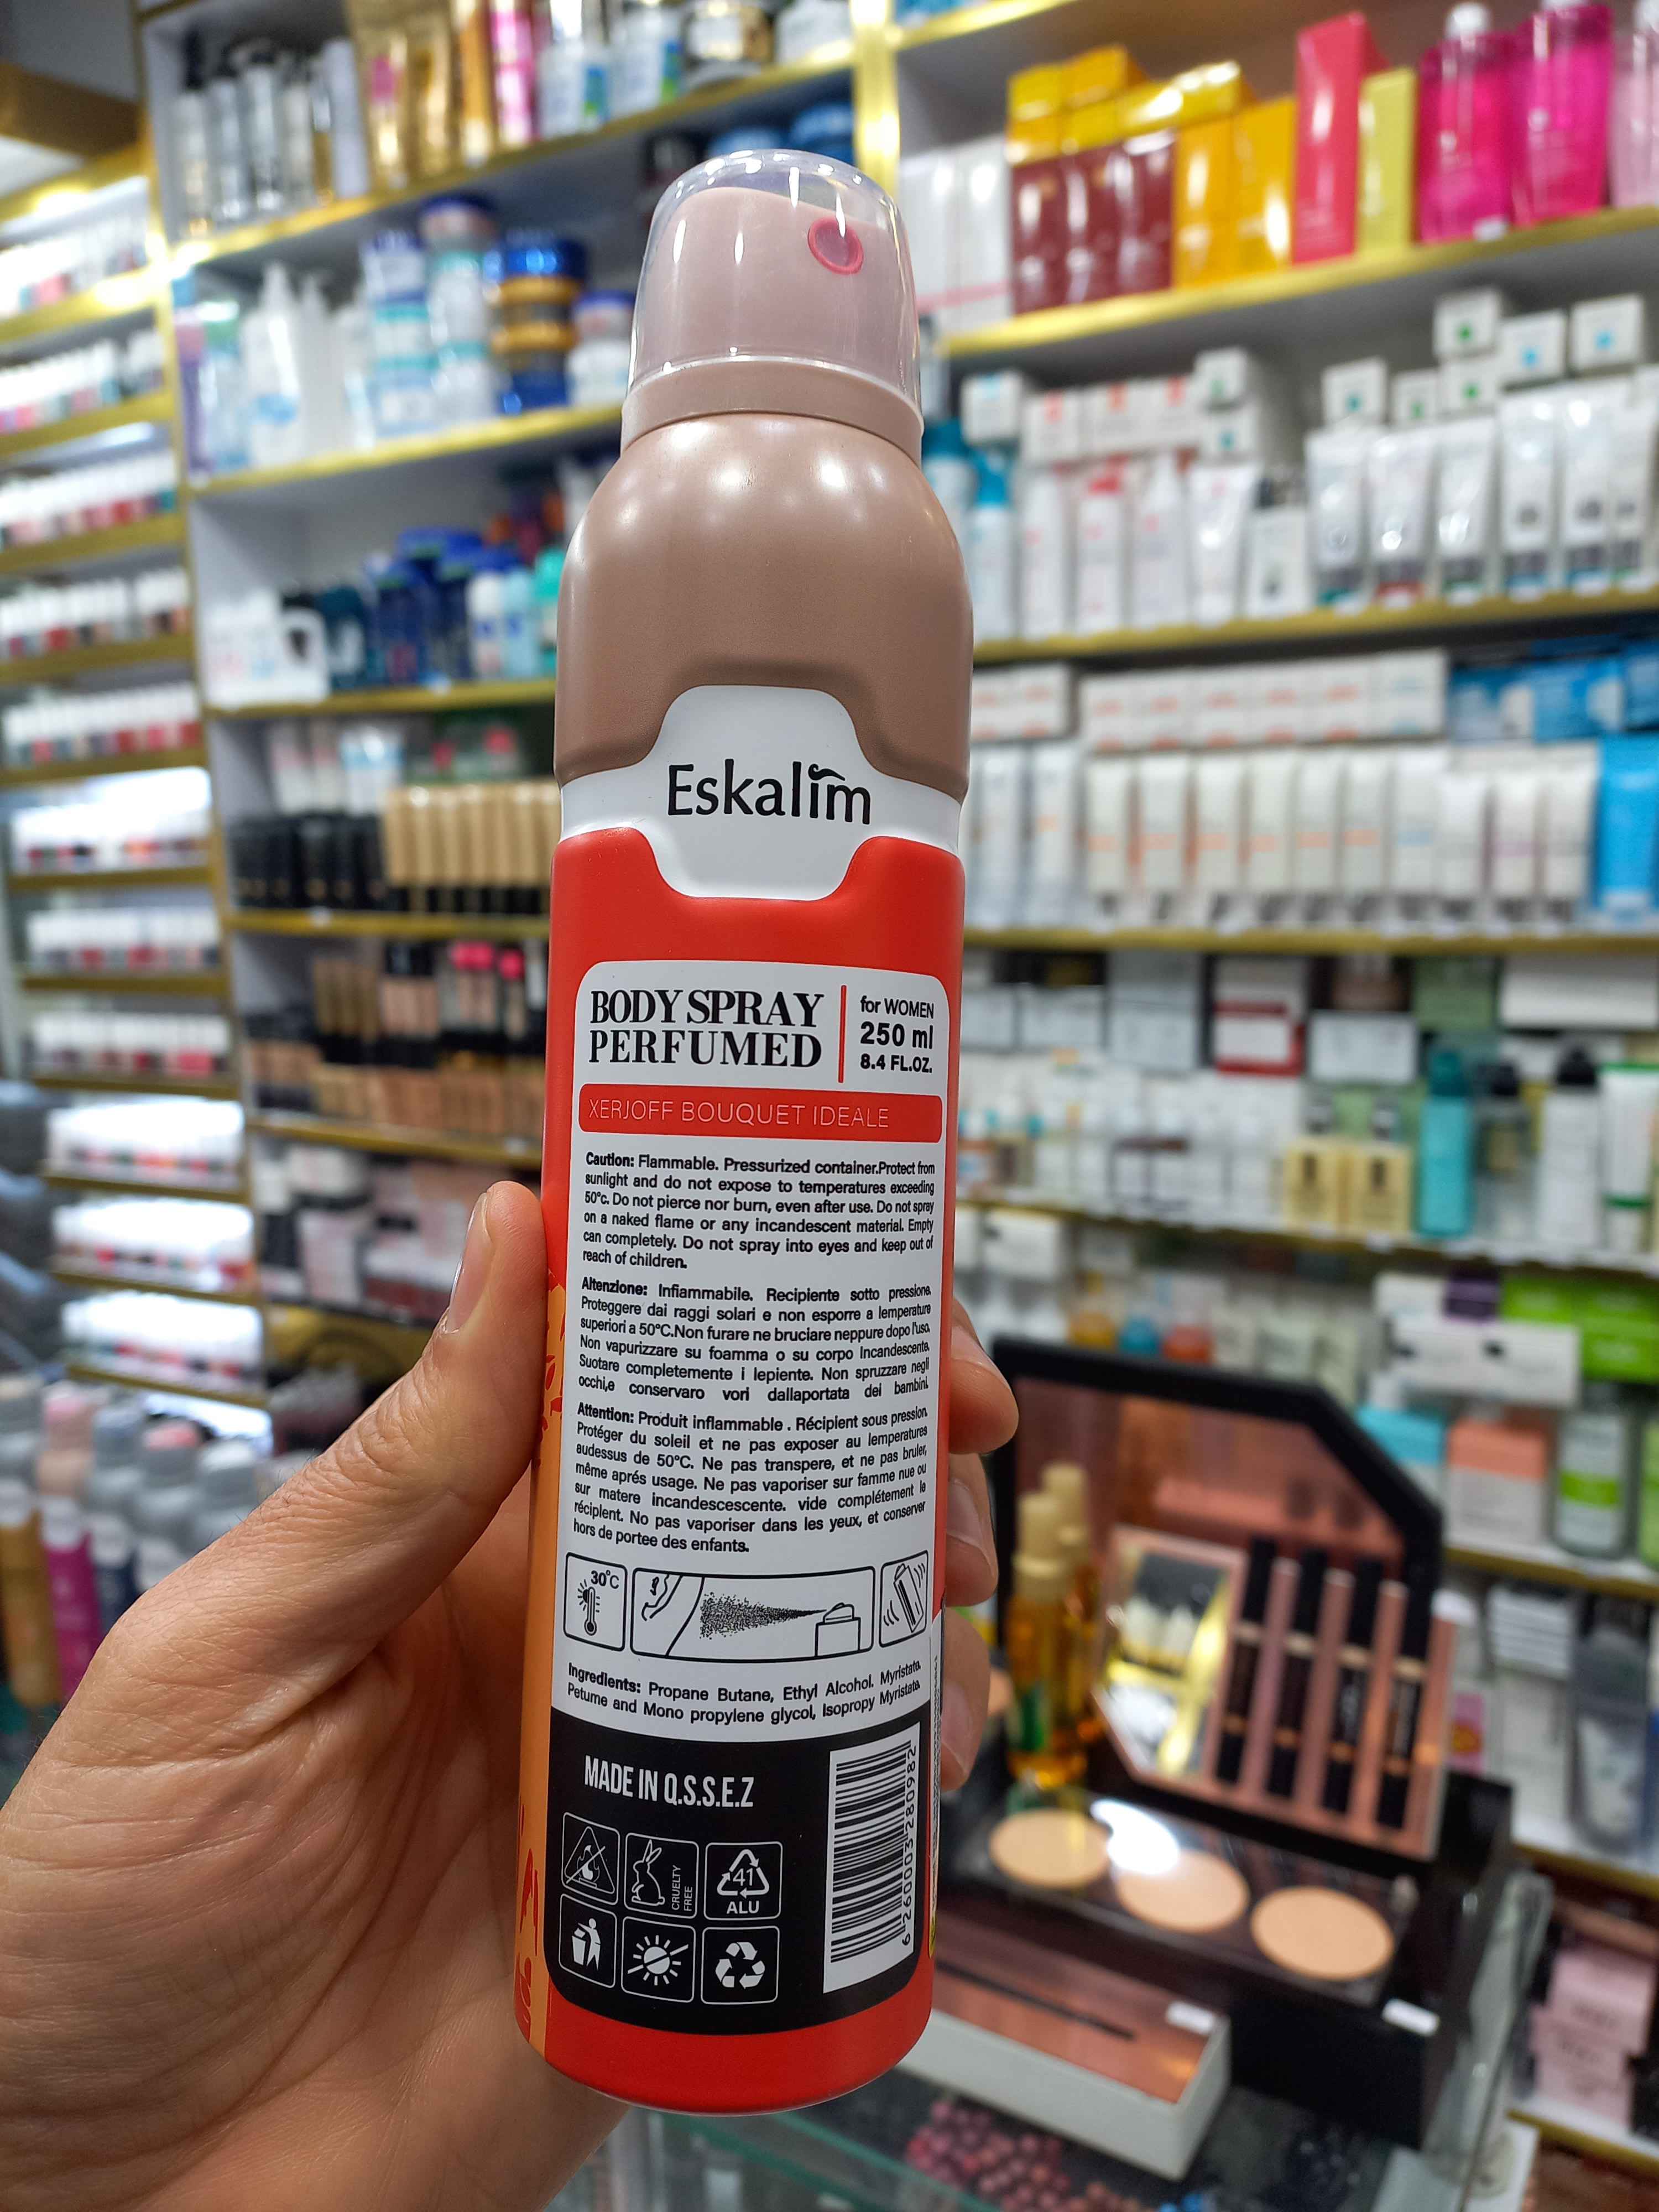 Eskalim
BODY SPRAY
PERFUMED
for WOMEN
250 ml
8.4 FL.OZ.
XERJOFF BOUQUET IDEALE
Caution: Flammable. Pressurized container.Protect from
sunlight and do not expose to temperatures exceeding
50°c. Do not pierce nor burn, even after use. Do not spray
on a naked flame or any incandescent material. Empty
can completely. Do not spray into eyes and keep out of
reach of children.
Altenzione: Infiammabile. Recipiente sotto pressione.
Proteggere dai raggi solari e non esporre a lemperature
superiori a 50°C.Non furare ne bruciare neppure dopo l'uso.
Non vapurizzare su foamma o su corpo Incandescente.
Suotare completemente i lepiente. Non spruzzare negli
occhi,e conservaro vori dallaportata dei bambini.
Attention: Produit inflammable . Récipient sous pression.
Protéger du soleil et ne pas exposer au lemperatures
audessus de 50°C. Ne pas transpere, et ne pas bruler,
même aprés usage. Ne pas vaporiser sur famme nue ou
sur matere incandescescente. vide complétement le
récipient. No pas vaporiser dans les yeux, et conserver
hors de portee des enfants.
30°C
Ingredients: Propane Butane, Ethyl Alcohol. Myristate.
Petume and Mono propylene glycol, Isopropy Myristate.
MADE IN Q.S.S.E.Z
CRUELTY
FREE
41
ALU
6 260003 280982